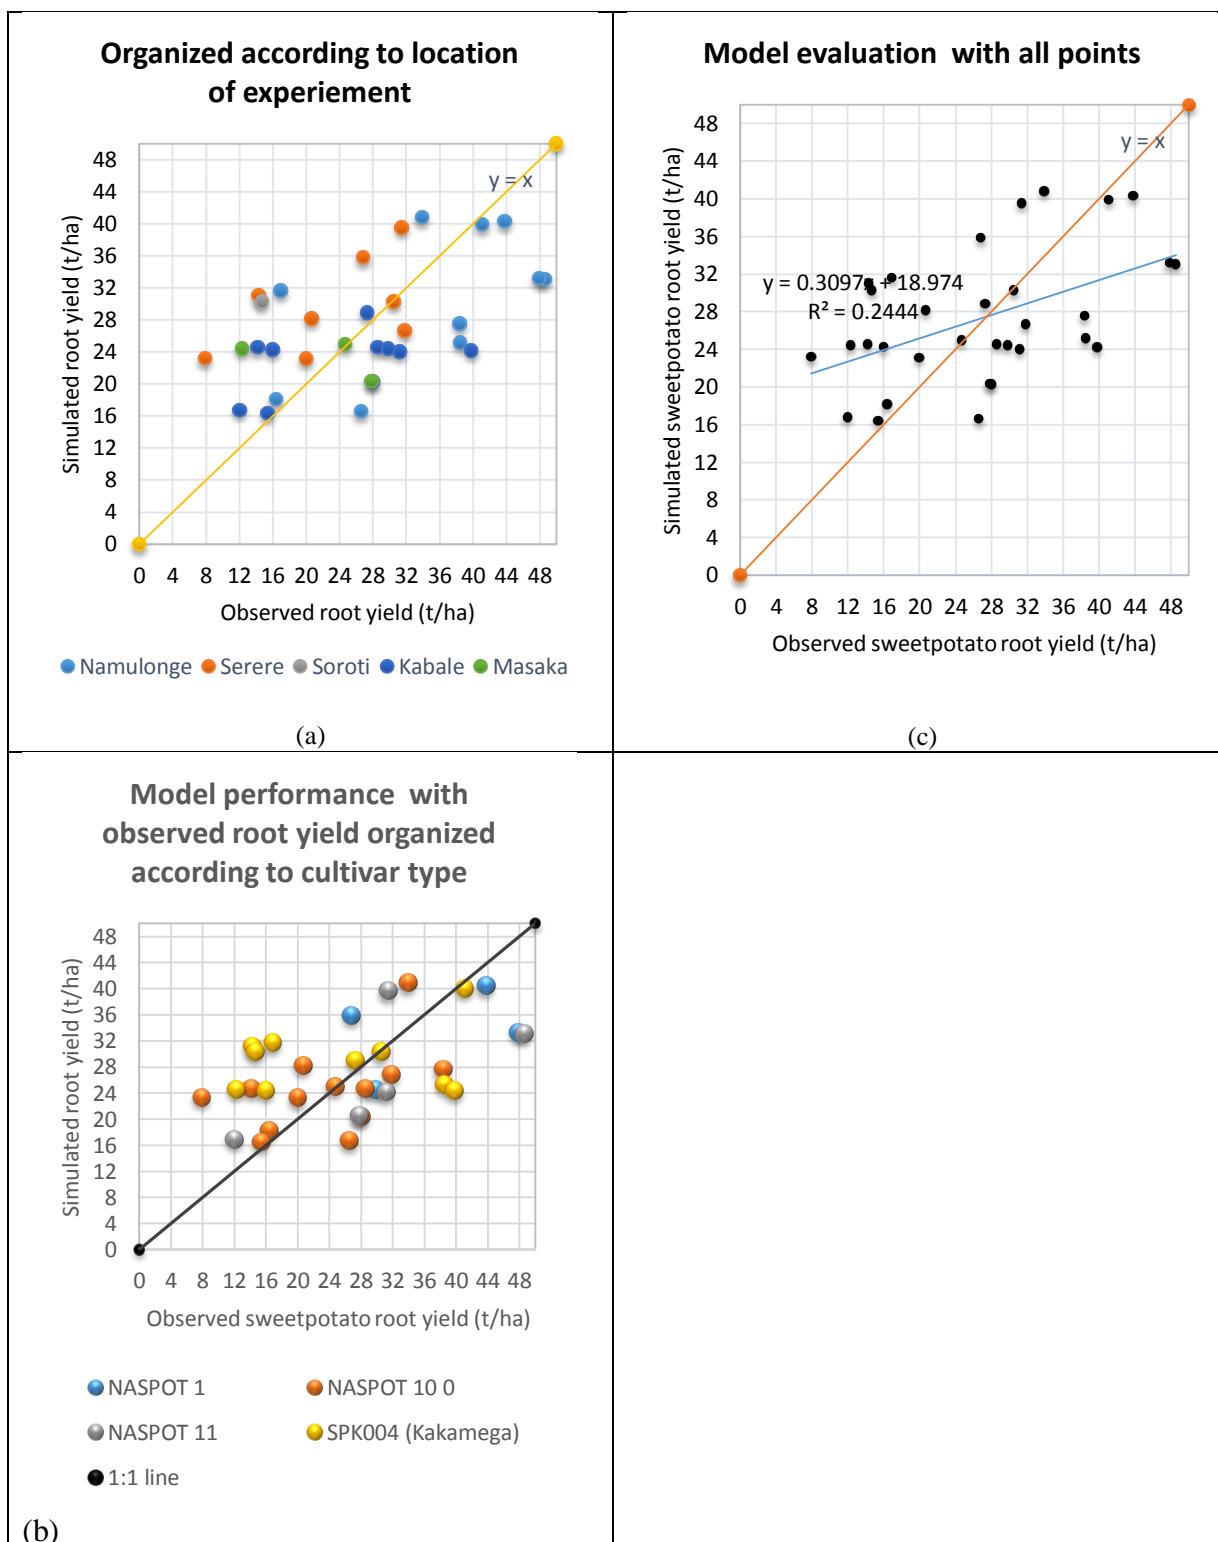 Organized according to location
of experiement
Simulated root yield (t/ha)
48
44
40
36
32
28
24
20
16
12
8
4
0
y = x
0 4 8 12 16 20 24 28 32 36 40 44 48
Observed root yield (t/ha)
Namulonge Serere Soroti Kabale Masaka
(a)
Model evaluation with all points
Simulated sweetpotato root yield (t/ha)
48
44
40
36
32
28
24
20
16
12
8
4
0
y = x
y = 0.3097x + 18.974
R² = 0.2444
0 4 8 12 16 20 24 28 32 36 40 44 48
Observed sweetpotato root yield (t/ha)
(c)
Model performance with
observed root yield organized
according to cultivar type
Simulated root yield (t/ha)
48
44
40
36
32
28
24
20
16
12
8
4
0
0 4 8 12 16 20 24 28 32 36 40 44 48
Observed sweetpotato root yield (t/ha)
NASPOT 1 NASPOT 10 0
NASPOT 11 SPK004 (Kakamega)
1:1 line
(b)